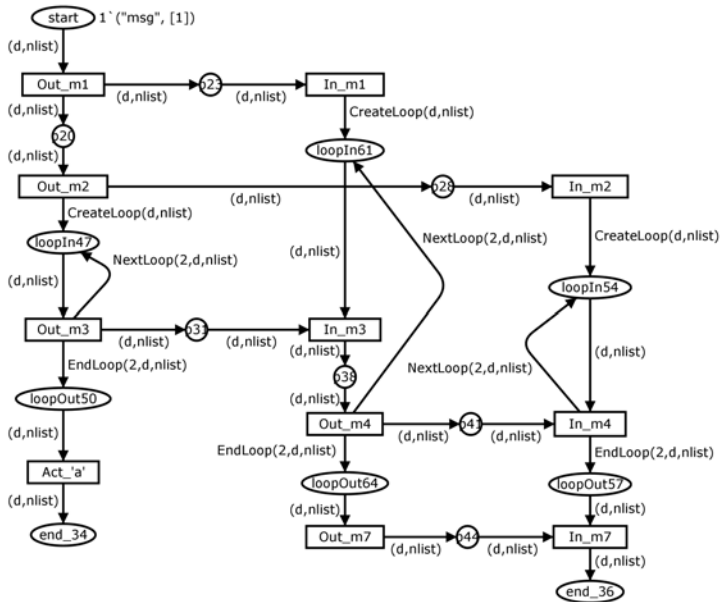 start 1`("msg", [1])
(d,nlist)
Out_m1 (d,nlist) p23 (d,nlist) In_m1
(d,nlist) CreateLoop(d,nlist)
p20 loopIn61
(d,nlist)
Out_m2 (d,nlist) p28 (d,nlist) In_m2
CreateLoop(d,nlist) NextLoop(2,d,nlist) CreateLoop(d,nlist)
loopIn47 (d,nlist)
NextLoop(2,d,nlist) loopIn54
(d,nlist)
Out_m3 (d,nlist) p31 (d,nlist) In_m3
(d,nlist) (d,nlist)
EndLoop(2,d,nlist) p38 NextLoop(2,d,nlist)
loopOut50 (d,nlist)
(d,nlist) Out_m4 (d,nlist) p41 (d,nlist) In_m4
EndLoop(2,d,nlist) EndLoop(2,d,nlist)
Act_'a' loopOut64 loopOut57
(d,nlist) (d,nlist) (d,nlist)
end_34 Out_m7 (d,nlist) p44 (d,nlist) In_m7
(d,nlist)
end_36